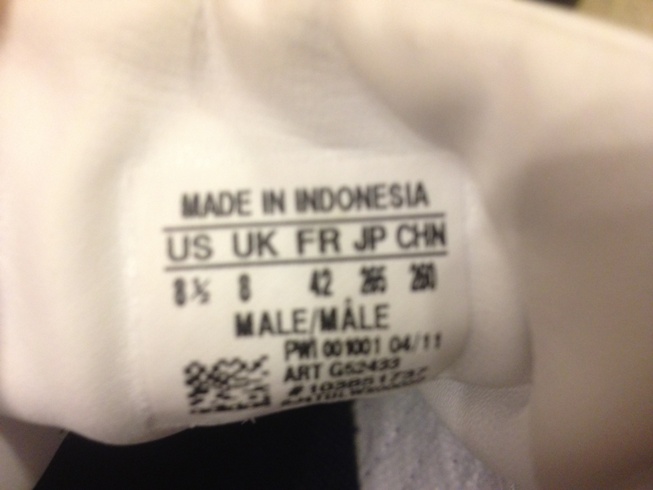 MADE IN INDONESIA
US UK FR JP CHN
8½ 8 42 265 260
MALE/MÂLE
PWI 001001 04/11
ART G52433